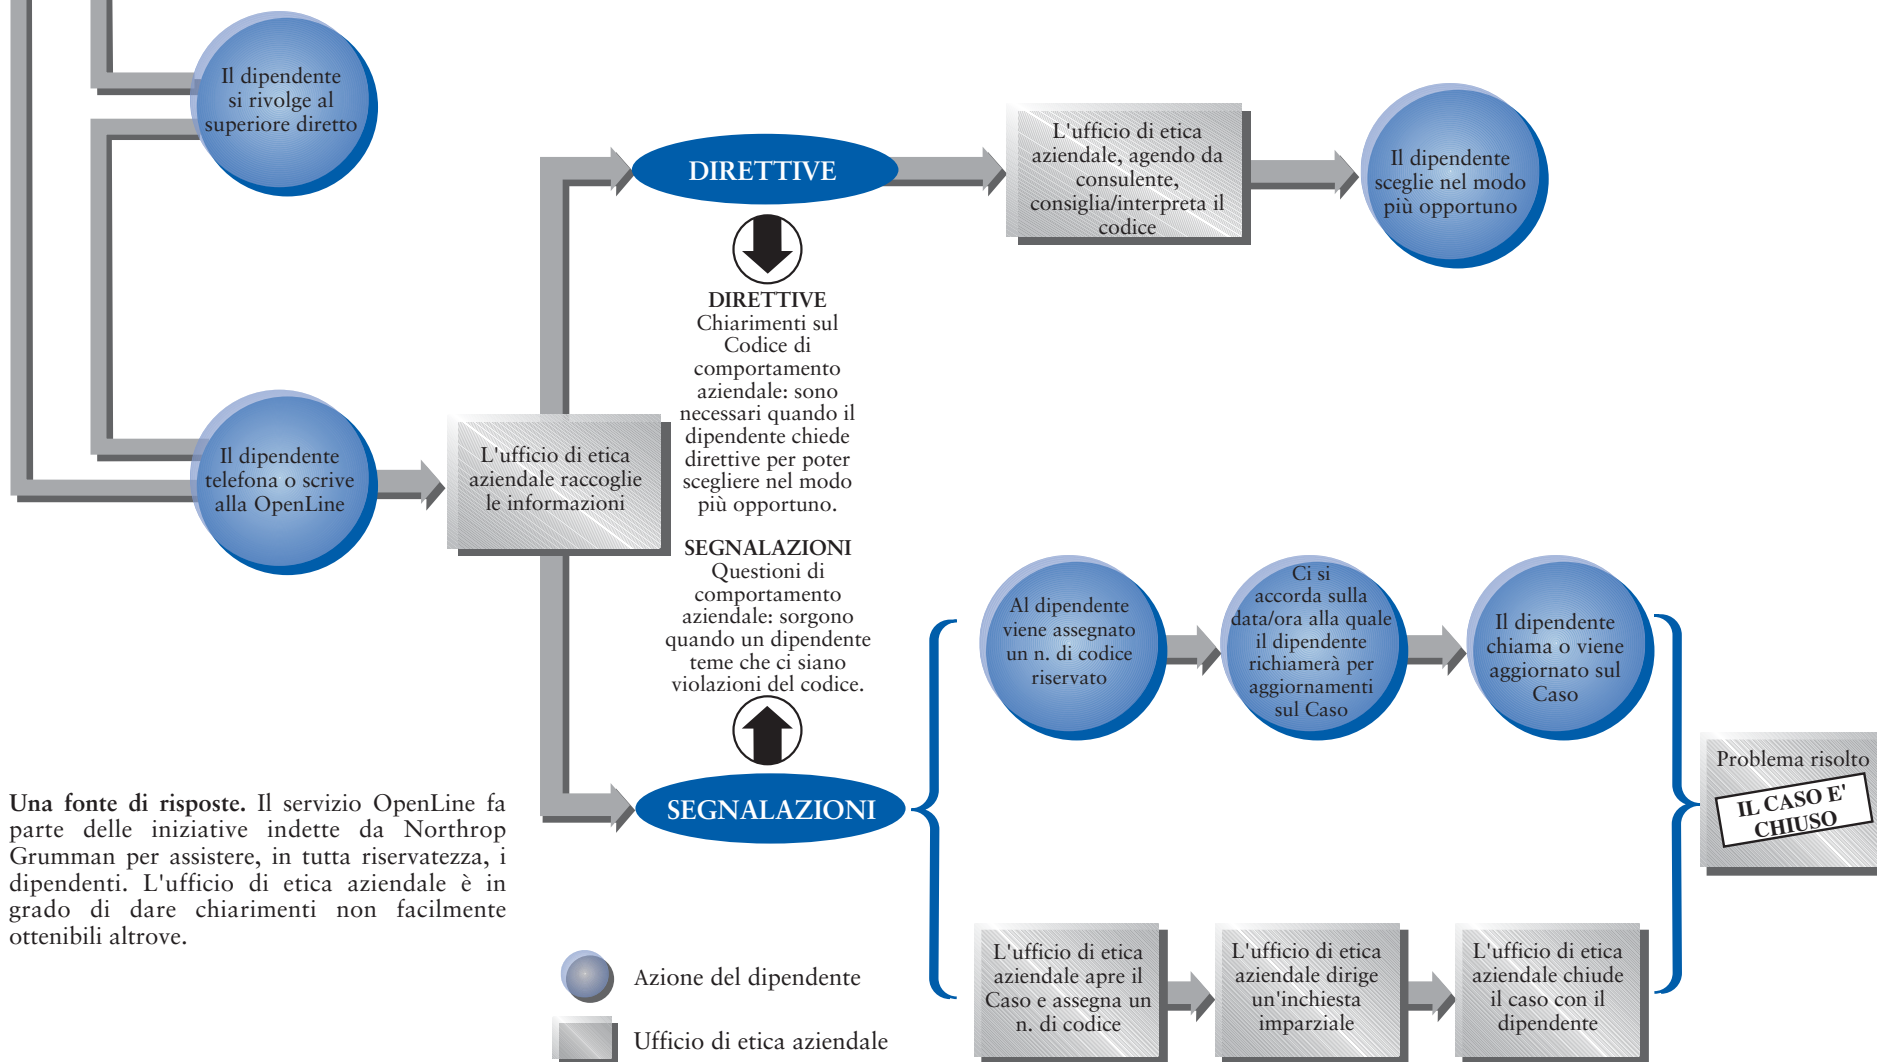 Il dipendente
si rivolge al
superiore diretto
DIRETTIVE
L'ufficio di etica
aziendale, agendo da
consulente,
consiglia/interpreta il
codice
Il dipendente
sceglie nel modo
più opportuno
DIRETTIVE
Chiarimenti sul
Codice di
comportamento
aziendale: sono
necessari quando il
dipendente chiede
direttive per poter
scegliere nel modo
più opportuno.
Il dipendente
telefona o scrive
alla OpenLine
L'ufficio di etica
aziendale raccoglie
le informazioni
SEGNALAZIONI
Questioni di
comportamento
aziendale: sorgono
quando un dipendente
teme che ci siano
violazioni del codice.
SEGNALAZIONI
Al dipendente
viene assegnato
un n. di codice
riservato
Ci si
accorda sulla
data/ora alla quale
il dipendente
richiamerà per
aggiornamenti
sul Caso
Il dipendente
chiama o viene
aggiornato sul
Caso
Problema risolto
IL CASO E'
CHIUSO
Una fonte di risposte. Il servizio OpenLine fa
parte delle iniziative indette da Northrop
Grumman per assistere, in tutta riservatezza, i
dipendenti. L'ufficio di etica aziendale è in
grado di dare chiarimenti non facilmente
ottenibili altrove.
L'ufficio di etica
aziendale apre il
Caso e assegna un
n. di codice
L'ufficio di etica
aziendale dirige
un'inchiesta
imparziale
L'ufficio di etica
aziendale chiude
il caso con il
dipendente
Azione del dipendente
Ufficio di etica aziendale